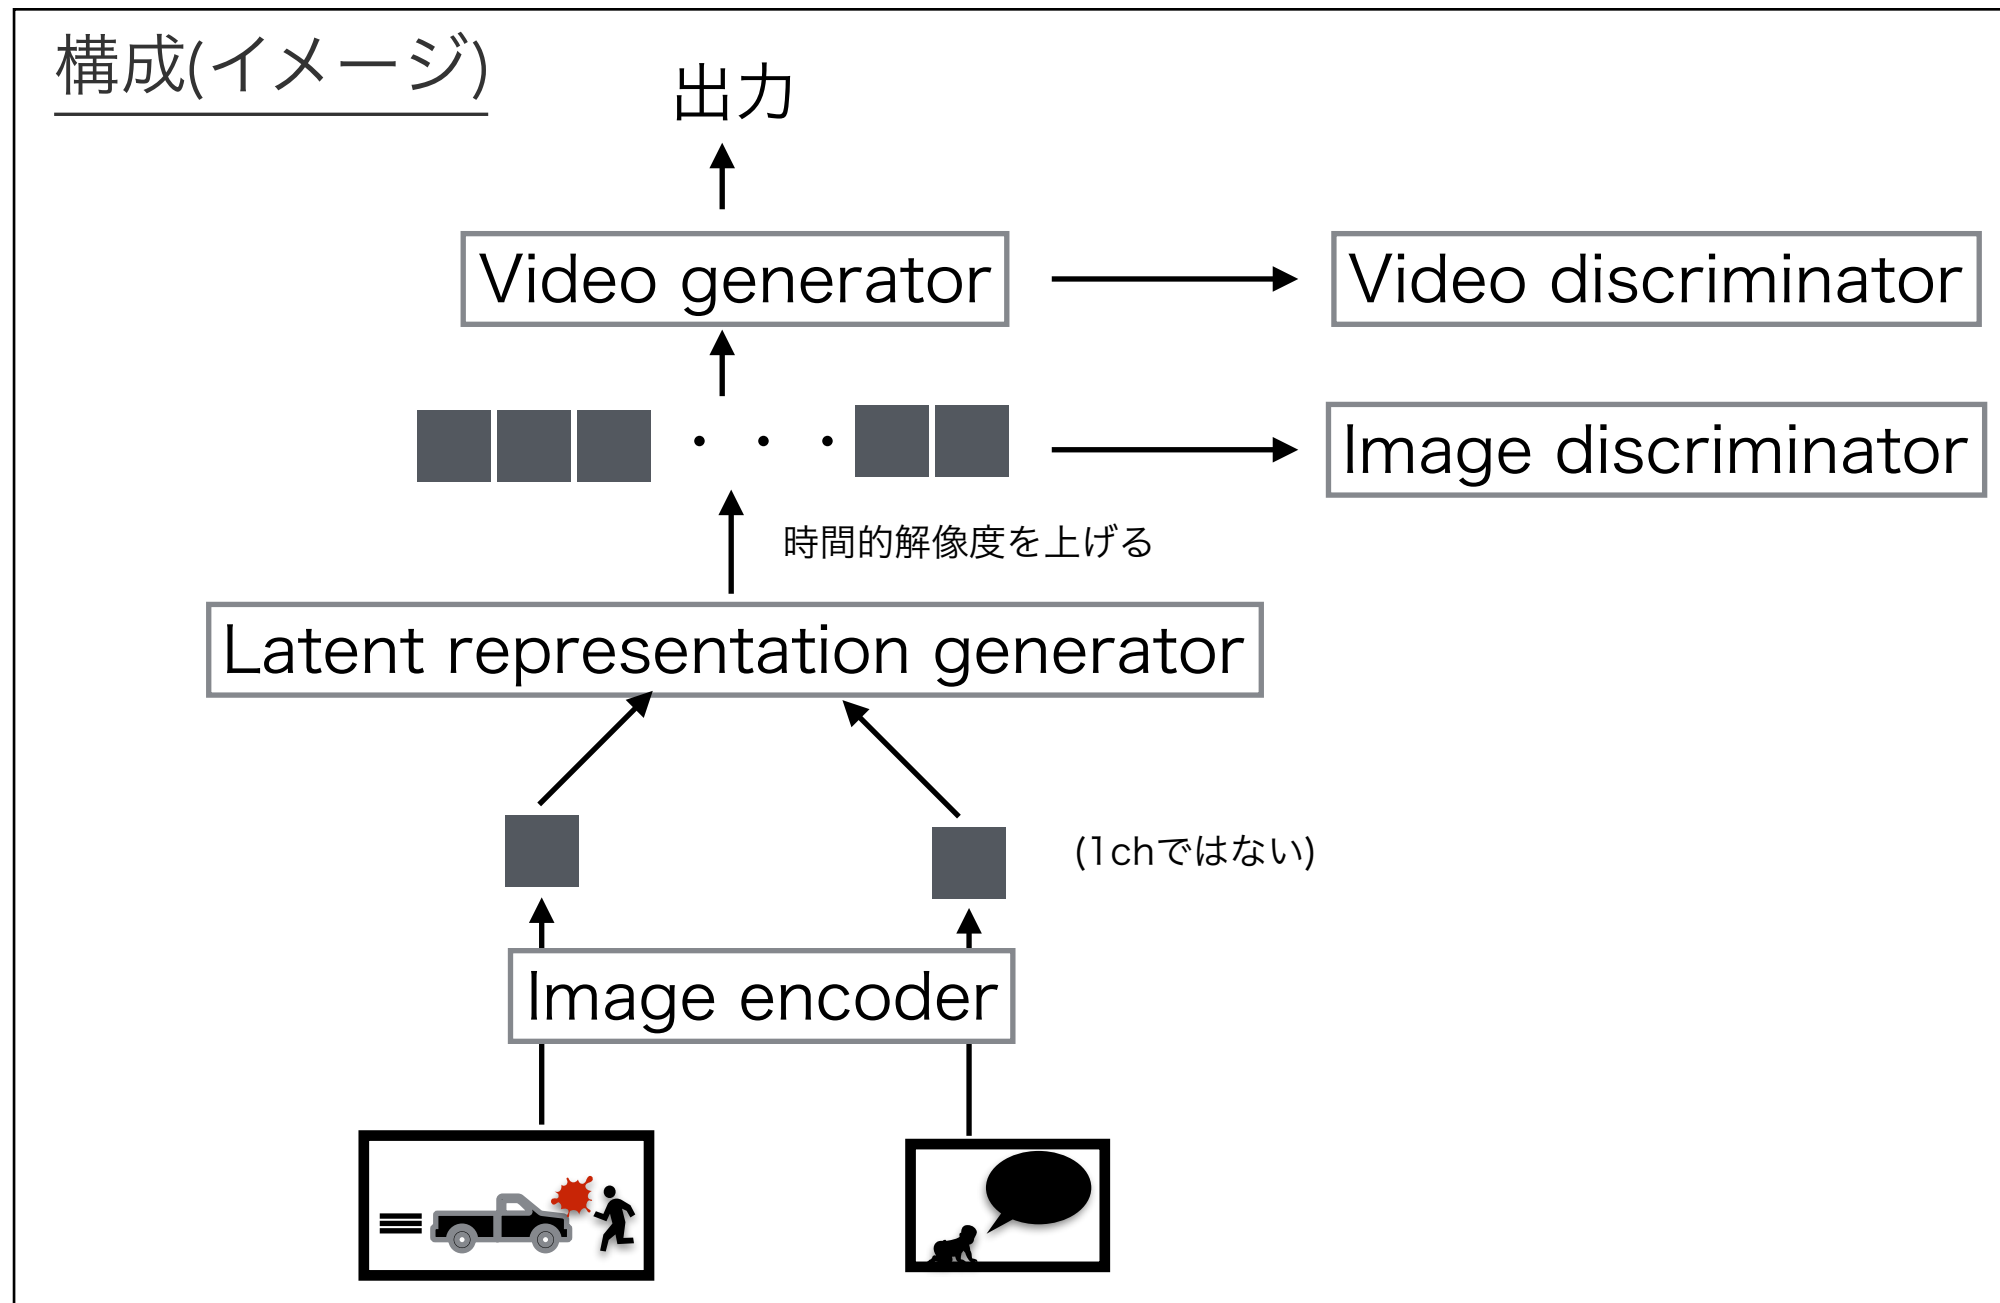 構成(イメージ)
出力
Video generator
Video discriminator
・・・
Image discriminator
時間的解像度を上げる
Latent representation generator
(1chではない)
Image encoder